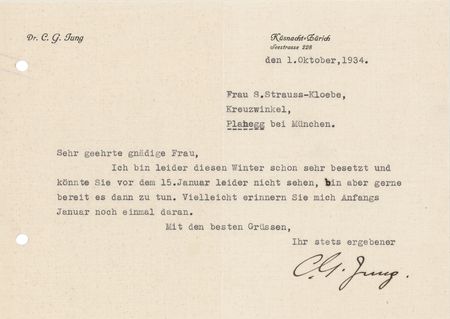 Dr. C. G. Jung
Küsnacht-Zürich
Seestrasse 228
den 1.Oktober,1934.
Frau S.Strauss-Kloebe,
Kreuzwinkel,
Planegg bei München.
Sehr geehrte gnädige Frau,
Ich bin leider diesen Winter schon sehr besetzt und
könnte Sie vor dem 15.Januar leider nicht sehen, bin aber gerne
bereit es dann zu tun. Vielleicht erinnern Sie mich Anfangs
Januar noch einmal daran.
Mit den besten Grüssen,
Ihr stets ergebener
C. G. Jung.